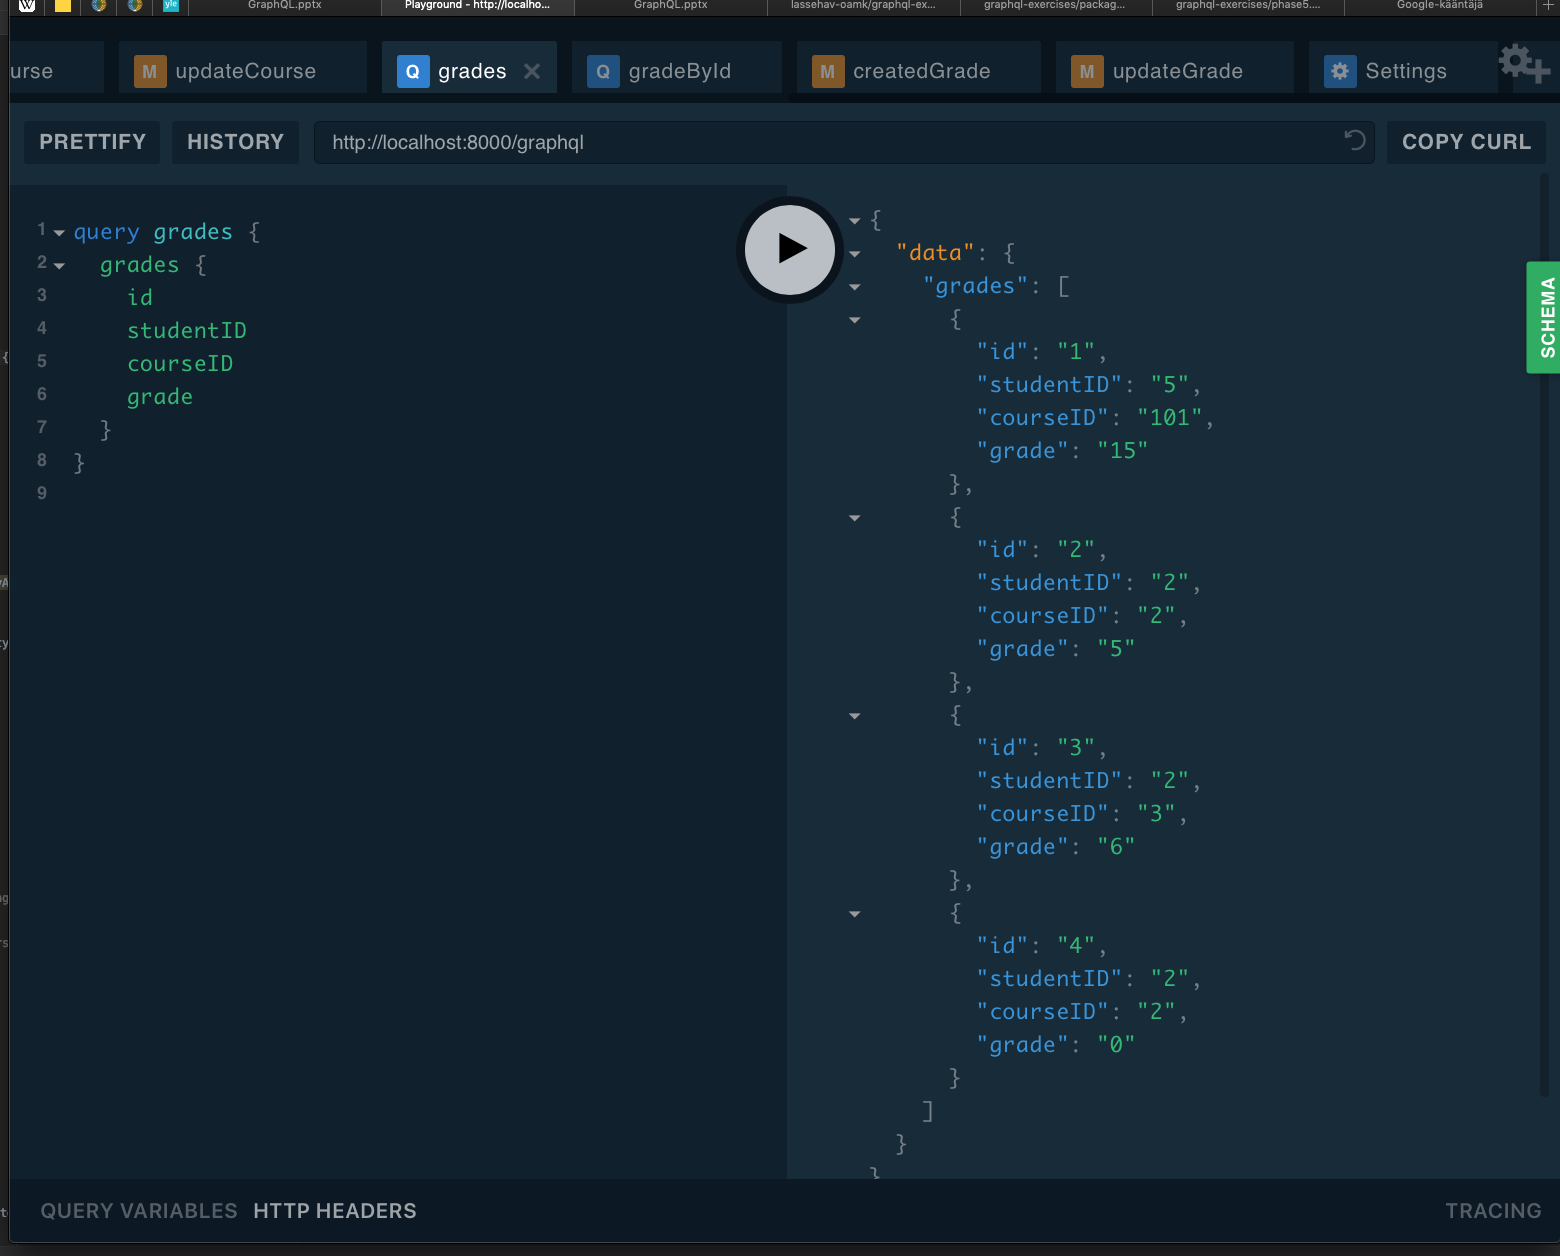 W yle GraphQL.pptx Playground - http://localho... GraphQL.pptx lassehav-oamk/graphql-ex... graphql-exercises/packag... graphql-exercises/phase5.... Google-kääntäjä
urse M updateCourse Q grades Q gradeById M createdGrade M updateGrade Settings
PRETTIFY HISTORY http://localhost:8000/graphql COPY CURL
1 query grades {
2 grades {
3 id
4 studentID
5 courseID
6 grade
7 }
8 }
9
{
"data": {
"grades": [
{
"id": "1",
"studentID": "5",
"courseID": "101",
"grade": "15"
},
{
"id": "2",
"studentID": "2",
"courseID": "2",
"grade": "5"
},
{
"id": "3",
"studentID": "2",
"courseID": "3",
"grade": "6"
},
{
"id": "4",
"studentID": "2",
"courseID": "2",
"grade": "0"
}
]
}
}
SCHEMA
QUERY VARIABLES HTTP HEADERS TRACING